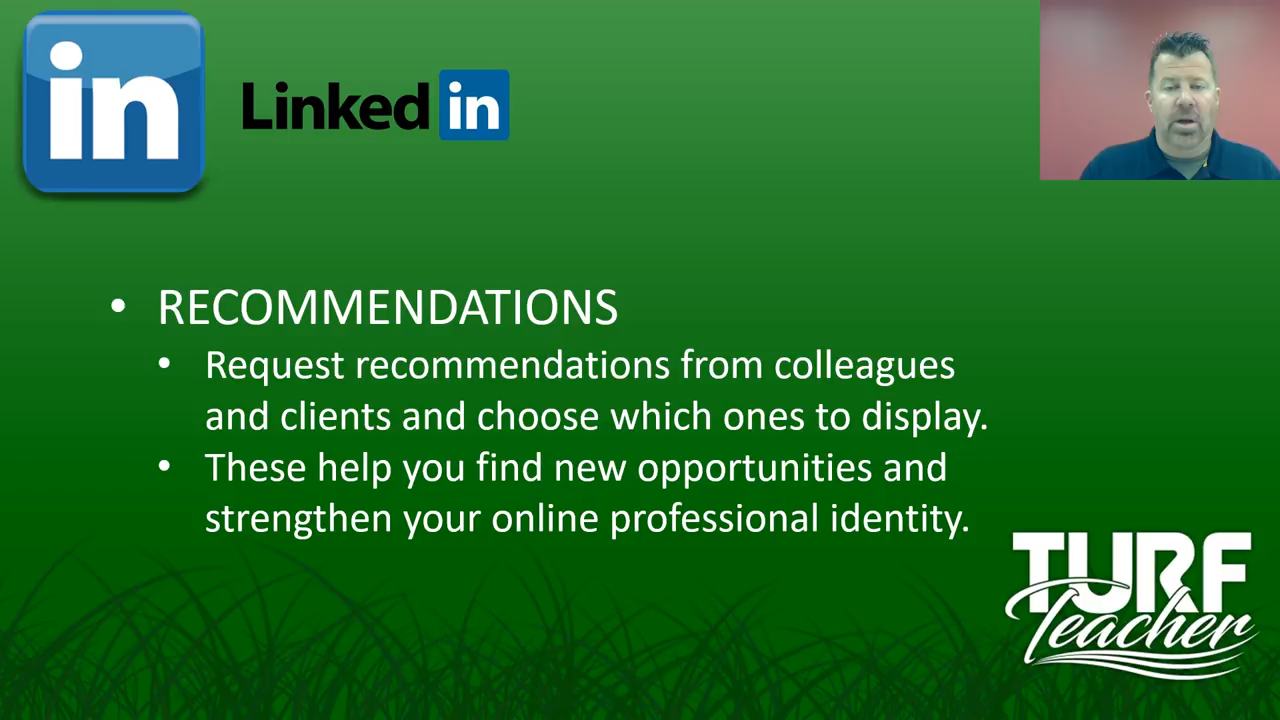 in
Linked in
• RECOMMENDATIONS
• Request recommendations from colleagues
and clients and choose which ones to display.
• These help you find new opportunities and
strengthen your online professional identity.
TURF
Teacher